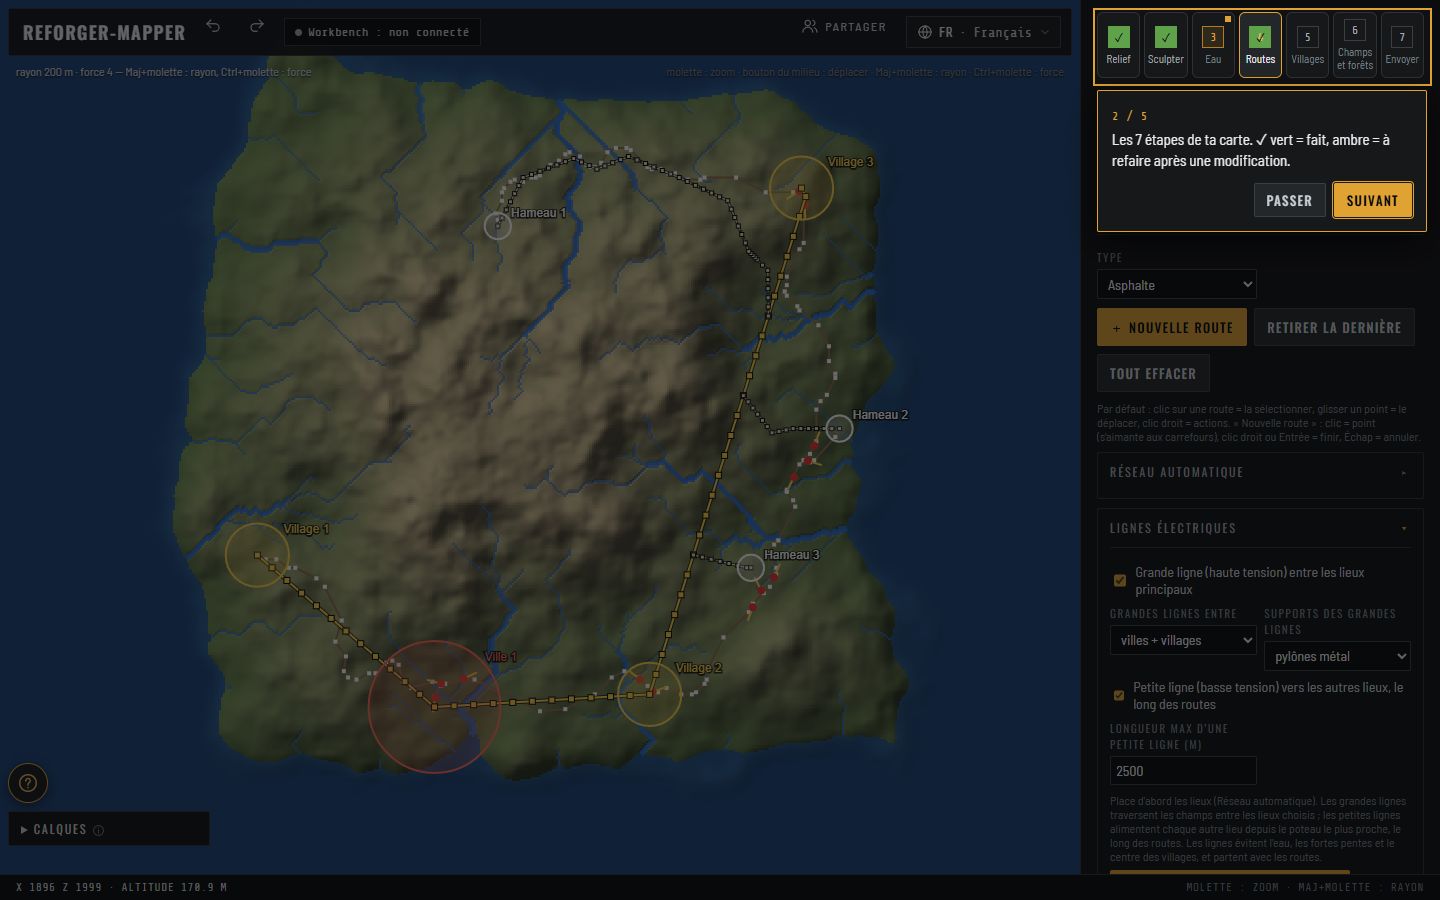 REFORGER-MAPPER
Workbench : non connecté
PARTAGER
FR · Français
rayon 200 m · force 4 — Maj+molette : rayon, Ctrl+molette : force
molette : zoom · bouton du milieu : déplacer · Maj+molette : rayon · Ctrl+molette : force
✓ Relief
✓ Sculpter
3 Eau
✓ Routes
5 Villages
6 Champs et forêts
7 Envoyer
2 / 5
Les 7 étapes de ta carte. ✓ vert = fait, ambre = à
refaire après une modification.
PASSER
SUIVANT
TYPE
Asphalte
+ NOUVELLE ROUTE
RETIRER LA DERNIÈRE
TOUT EFFACER
Par défaut : clic sur une route = la sélectionner, glisser un point = le
déplacer, clic droit = actions. « Nouvelle route » : clic = point
(s'aimante aux carrefours), clic droit ou Entrée = finir, Échap = annuler.
RÉSEAU AUTOMATIQUE
LIGNES ÉLECTRIQUES
Grande ligne (haute tension) entre les lieux
principaux
GRANDES LIGNES ENTRE
villes + villages
SUPPORTS DES GRANDES
LIGNES
pylônes métal
Petite ligne (basse tension) vers les autres lieux, le
long des routes
LONGUEUR MAX D'UNE
PETITE LIGNE (M)
2500
Place d'abord les lieux (Réseau automatique). Les grandes lignes
traversent les champs entre les lieux choisis ; les petites lignes
alimentent chaque autre lieu depuis le poteau le plus proche, le
long des routes. Les lignes évitent l'eau, les fortes pentes et le
centre des villages, et partent avec les routes.
Village 3
Hameau 1
Hameau 2
Village 1
Hameau 3
Ville 1
Village 2
?
▶ CALQUES ⓘ
X 1896 Z 1999 · ALTITUDE 170.9 M
MOLETTE : ZOOM · MAJ+MOLETTE : RAYON